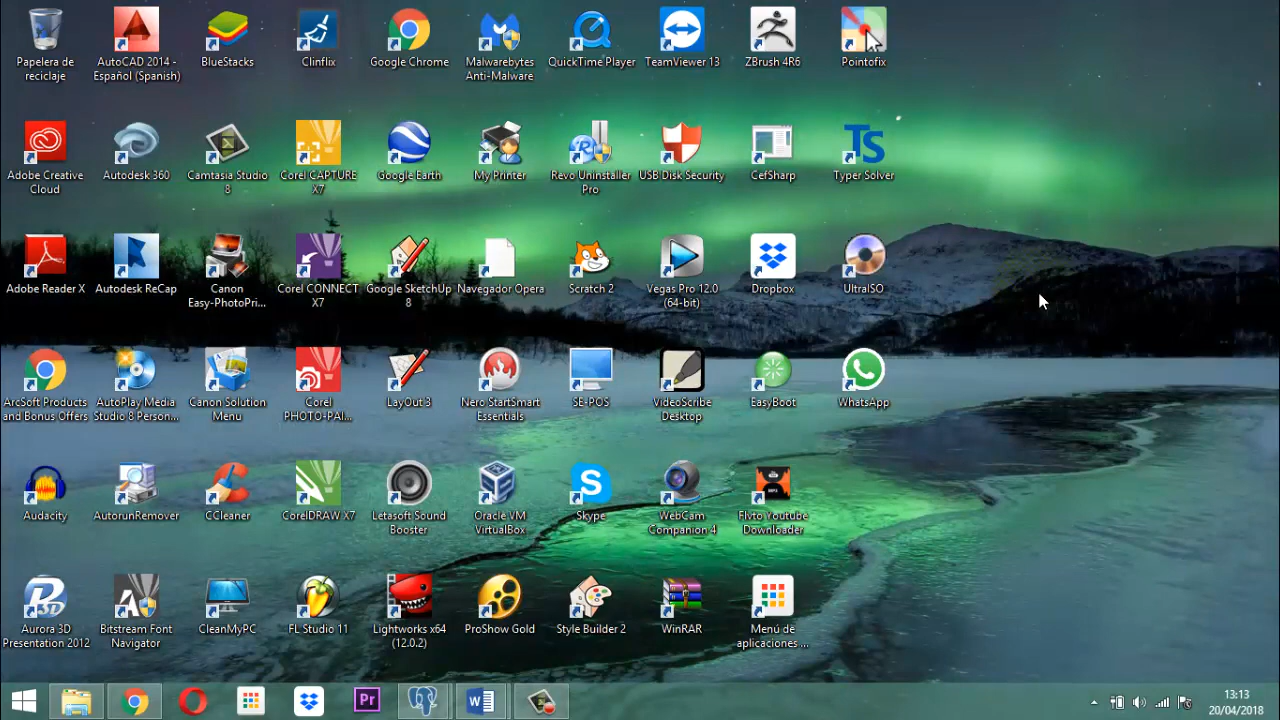 Papelera de
reciclaje
AutoCAD 2014 -
Español (Spanish)
BlueStacks
Clinflix
Google Chrome
Malwarebytes
Anti-Malware
QuickTime Player
TeamViewer 13
ZBrush 4R6
Pointofix
Adobe Creative
Cloud
Autodesk 360
Camtasia Studio
8
Corel CAPTURE
X7
Google Earth
My Printer
Revo Uninstaller
Pro
USB Disk Security
CefSharp
TS
Typer Solver
Adobe Reader X
Autodesk ReCap
Canon
Easy-PhotoPri...
Corel CONNECT
X7
Google SketchUp
8
Navegador Opera
Scratch 2
Vegas Pro 12.0
(64-bit)
Dropbox
UltraISO
ArcSoft Products
and Bonus Offers
AutoPlay Media
Studio 8 Person...
Canon Solution
Menu
Corel
PHOTO-PAI...
LayOut 3
Nero StartSmart
Essentials
SE-POS
VideoScribe
Desktop
EasyBoot
WhatsApp
Audacity
AutorunRemover
CCleaner
CorelDRAW X7
Letasoft Sound
Booster
Oracle VM
VirtualBox
Skype
WebCam
Companion 4
Flvto Youtube
Downloader
Aurora 3D
Presentation 2012
Bitstream Font
Navigator
CleanMyPC
FL Studio 11
Lightworks x64
(12.0.2)
ProShow Gold
Style Builder 2
WinRAR
Menú de
aplicaciones ...
Pr
13:13
20/04/2018